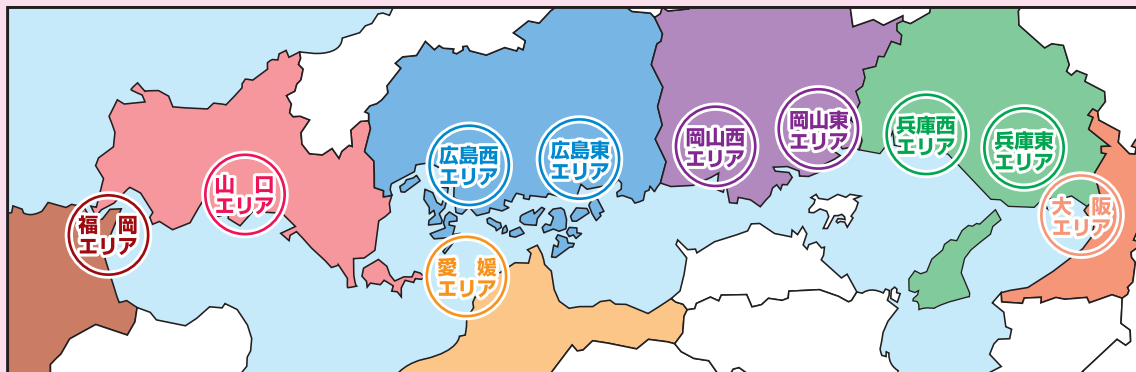 福　岡
エリア
山　口
エリア
広島西
エリア
広島東
エリア
愛　媛
エリア
岡山西
エリア
岡山東
エリア
兵庫西
エリア
兵庫東
エリア
大　阪
エリア